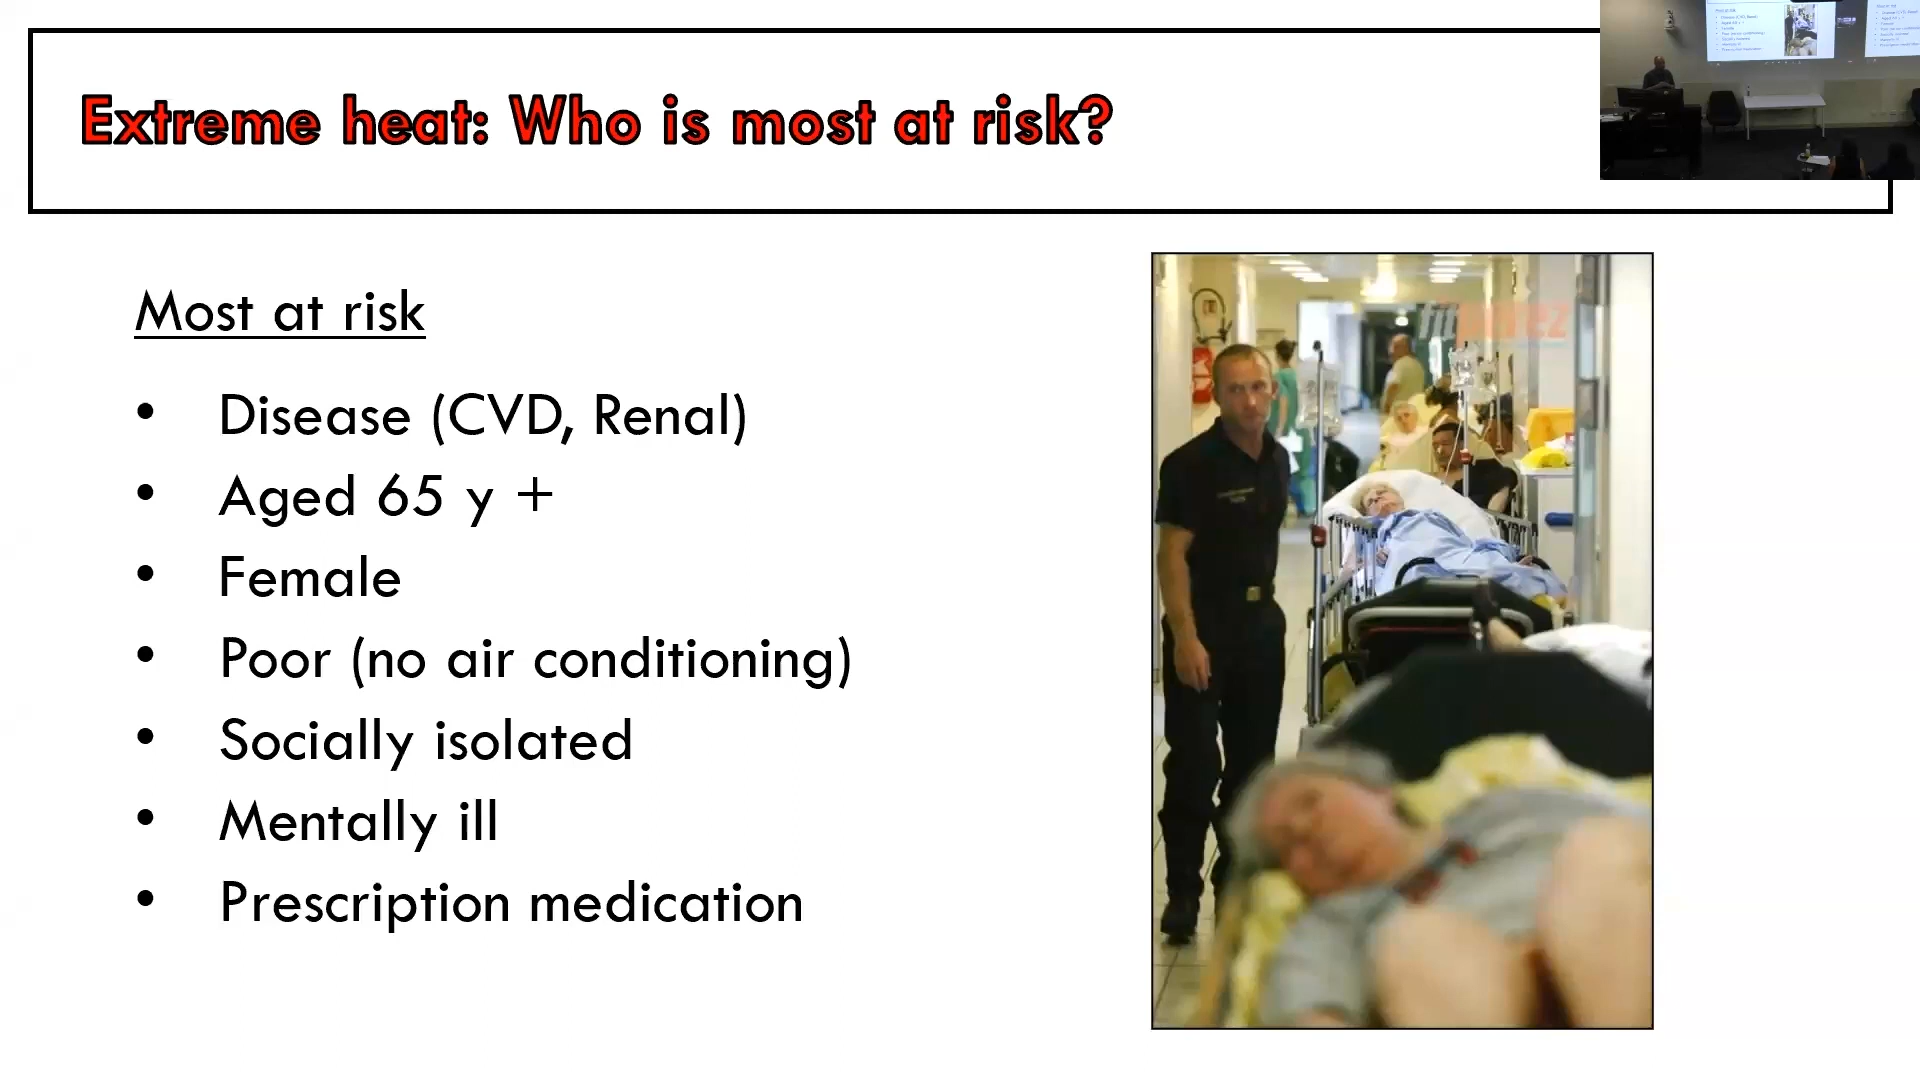 Extreme heat: Who is most at risk?
Most at risk
• Disease (CVD, Renal)
• Aged 65 y +
• Female
• Poor (no air conditioning)
• Socially isolated
• Mentally ill
• Prescription medication